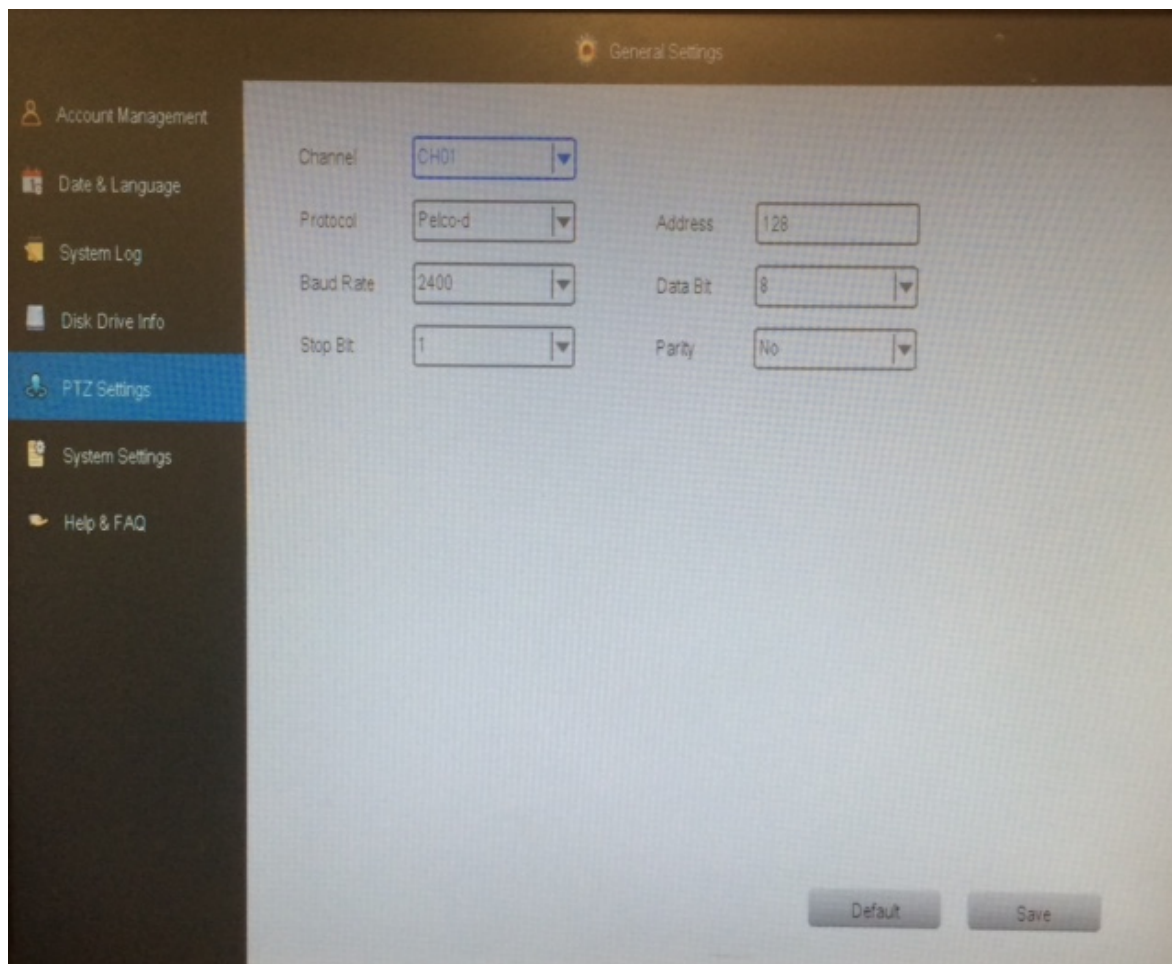 General Settings
Account Management
Date & Language
System Log
Disk Drive Info
PTZ Settings
System Settings
Help & FAQ
Channel CH01
Protocol Pelco-d Address 128
Baud Rate 2400 Data Bit 8
Stop Bit 1 Parity No
Default Save